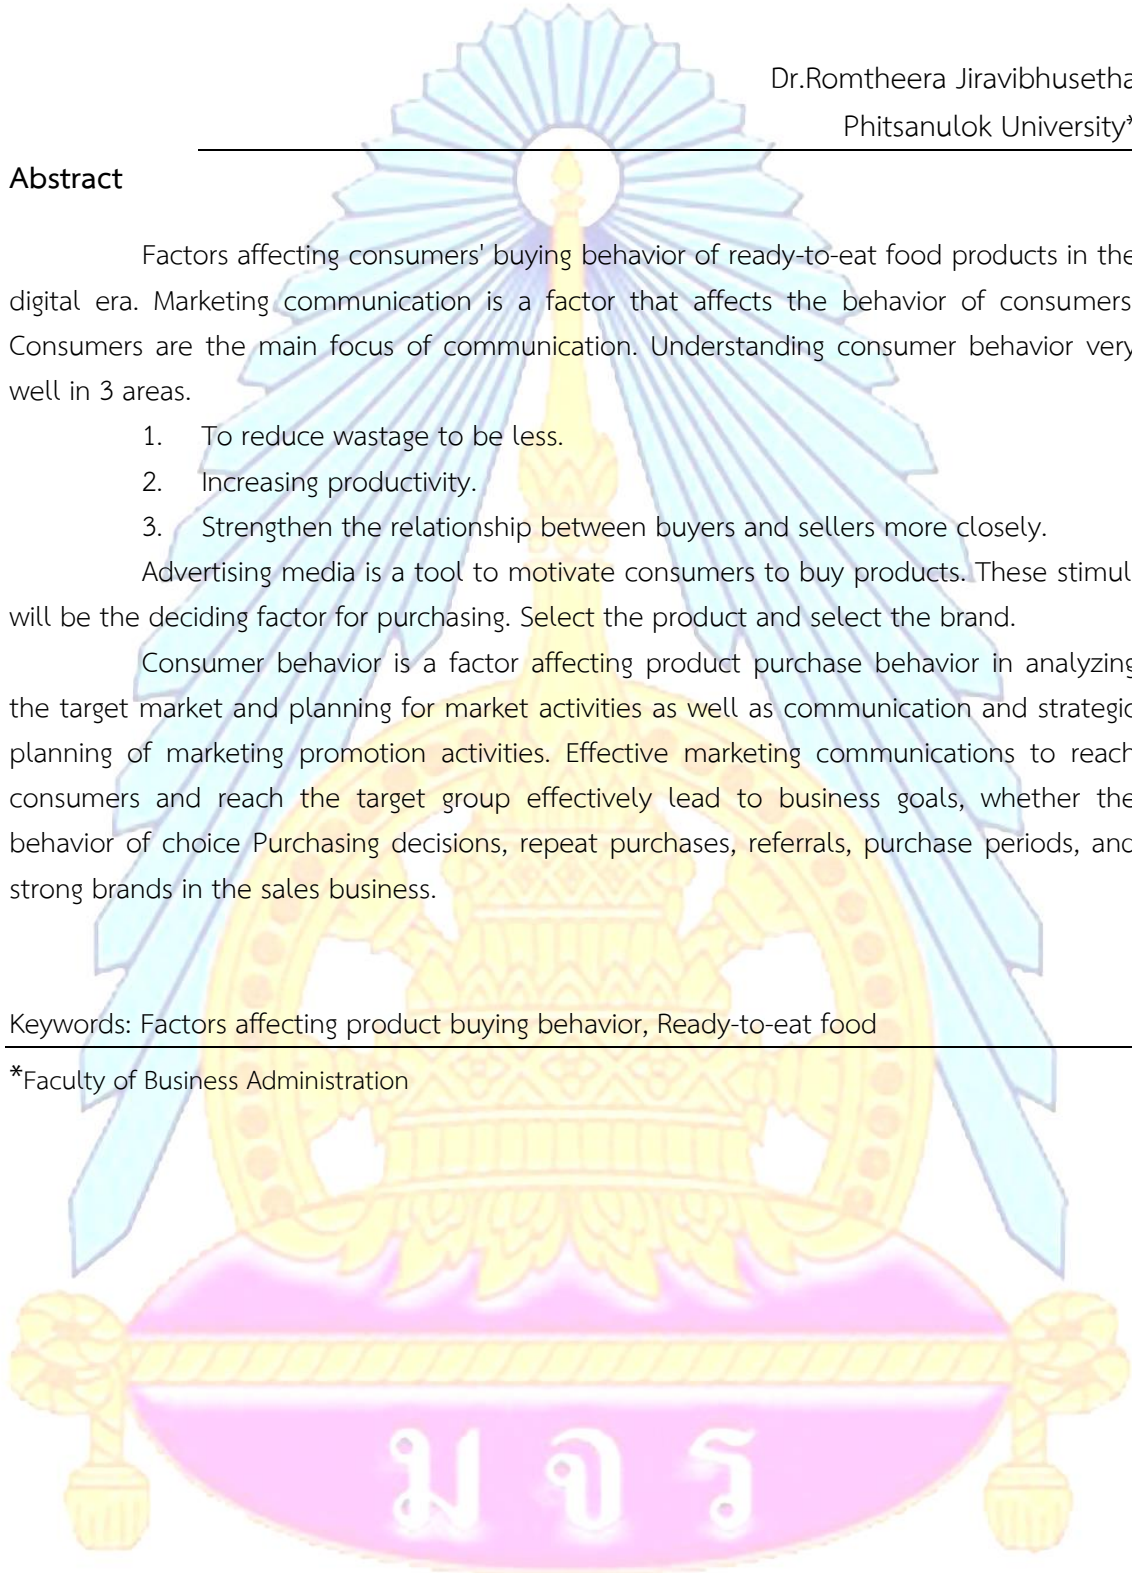 Dr.Romtheera Jiravibhusetha
Phitsanulok University*
Abstract
Factors affecting consumers' buying behavior of ready-to-eat food products in the
digital era. Marketing communication is a factor that affects the behavior of consumers
Consumers are the main focus of communication. Understanding consumer behavior very
well in 3 areas.
1. To reduce wastage to be less.
2. Increasing productivity.
3. Strengthen the relationship between buyers and sellers more closely.
Advertising media is a tool to motivate consumers to buy products. These stimul
will be the deciding factor for purchasing. Select the product and select the brand.
Consumer behavior is a factor affecting product purchase behavior in analyzing
the target market and planning for market activities as well as communication and strategic
planning of marketing promotion activities. Effective marketing communications to reach
consumers and reach the target group effectively lead to business goals, whether the
behavior of choice Purchasing decisions, repeat purchases, referrals, purchase periods, and
strong brands in the sales business.
Keywords: Factors affecting product buying behavior, Ready-to-eat food
*Faculty of Business Administration
ม จ ร